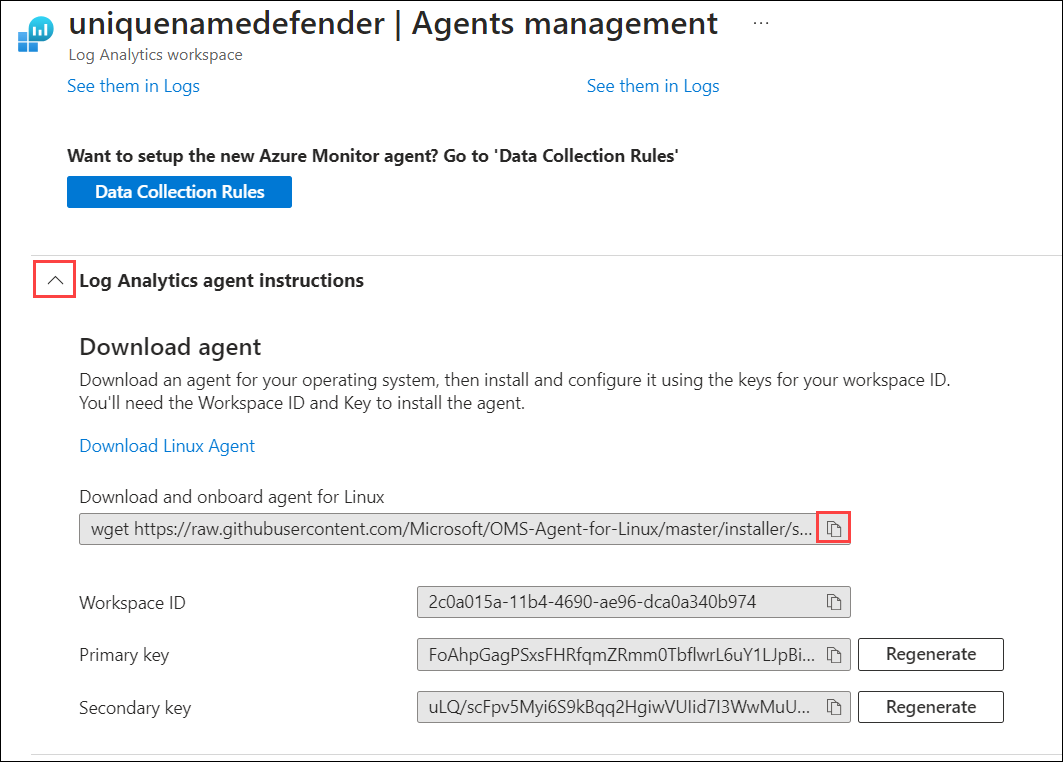 uniquenamedefender | Agents management ...
Log Analytics workspace
See them in Logs See them in Logs
Want to setup the new Azure Monitor agent? Go to 'Data Collection Rules'
Data Collection Rules
Log Analytics agent instructions
Download agent
Download an agent for your operating system, then install and configure it using the keys for your workspace ID.
You'll need the Workspace ID and Key to install the agent.
Download Linux Agent
Download and onboard agent for Linux
wget https://raw.githubusercontent.com/Microsoft/OMS-Agent-for-Linux/master/installer/s...
Workspace ID 2c0a015a-11b4-4690-ae96-dca0a340b974
Primary key FoAhpGagPSxsFHRfqmZRmm0TbflwrL6uY1LJpBi... Regenerate
Secondary key uLQ/scFpv5Myi6S9kBqq2HgiwVUlid7I3WwMuU... Regenerate